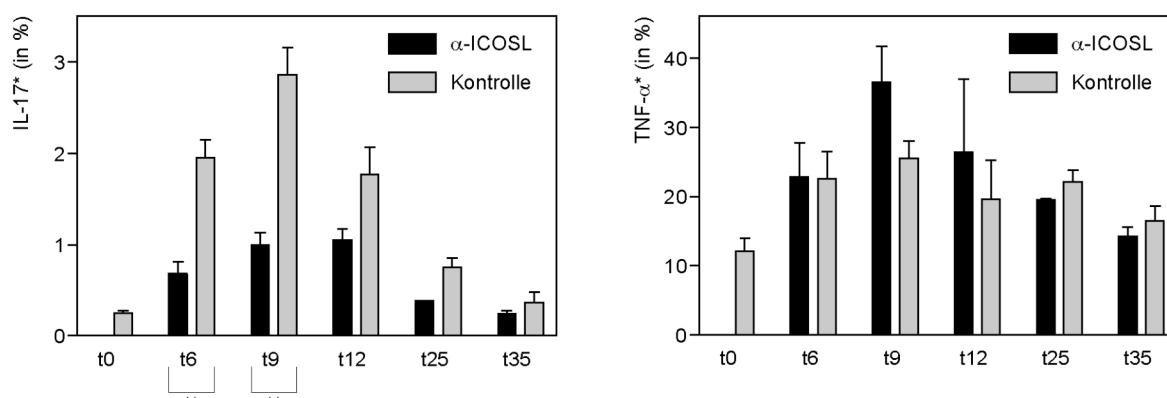 IL-17* (in %)
3
2
1
0
α-ICOSL
Kontrolle
t0 t6 t9 t12 t25 t35
TNF-α* (in %)
40
30
20
10
0
α-ICOSL
Kontrolle
t0 t6 t9 t12 t25 t35